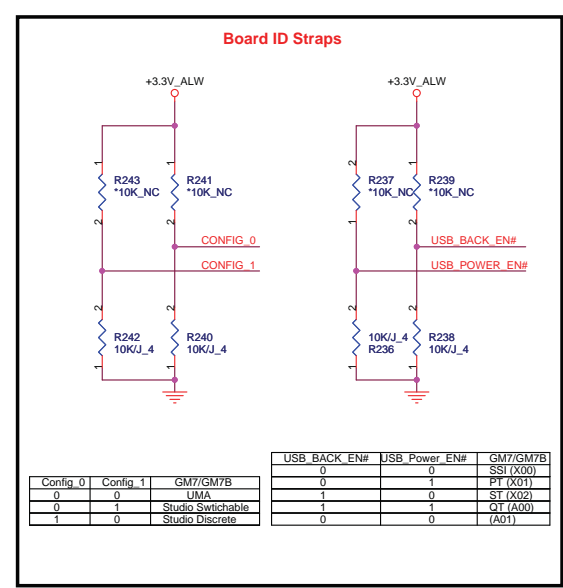 Board ID Straps
+3.3V_ALW +3.3V_ALW
1 1 2 2
R243 R241 R237 R239
*10K_NC *10K_NC *10K_NC *10K_NC
2 2 1 1
CONFIG_0 USB_BACK_EN#
CONFIG_1 USB_POWER_EN#
2 2 2 2
R242 R240 10K/J_4 R238
10K/J_4 10K/J_4 R236 10K/J_4
1 1 1 1
USB_BACK_EN# USB_Power_EN# GM7/GM7B
0 0 SSI (X00)
0 1 PT (X01)
1 0 ST (X02)
1 1 QT (A00)
0 0 (A01)
Config_0 Config_1 GM7/GM7B
0 0 UMA
0 1 Studio Swtichable
1 0 Studio Discrete